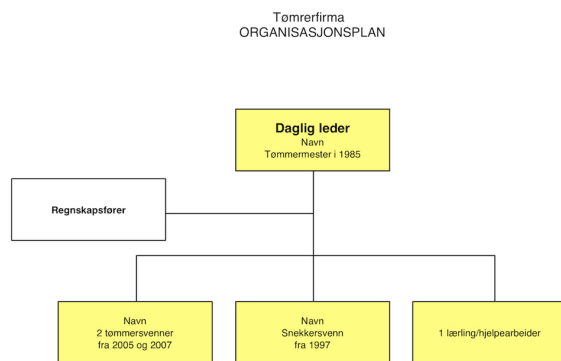 Tømrerfirma
ORGANISASJONSPLAN
Daglig leder
Navn
Tømmermester i 1985
Regnskapsfører
Navn
2 tømmersvenner
fra 2005 og 2007
Navn
Snekkersvenn
fra 1997
1 lærling/hjelpearbeider